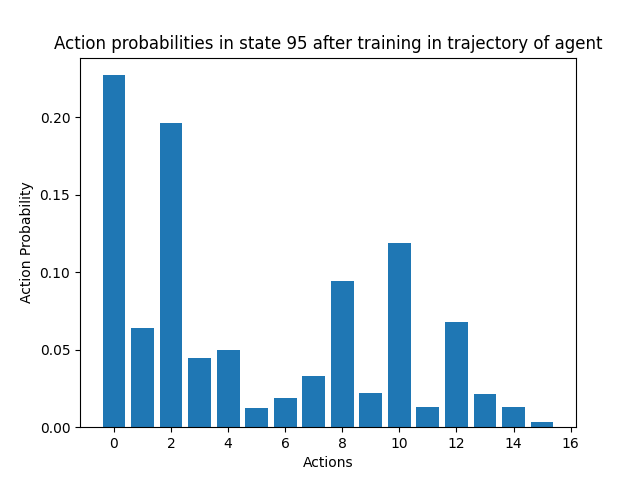 Action probabilities in state 95 after training in trajectory of agent
0.20
0.15
0.10
0.05
0.00
Action Probability
0 2 4 6 8 10 12 14 16
Actions